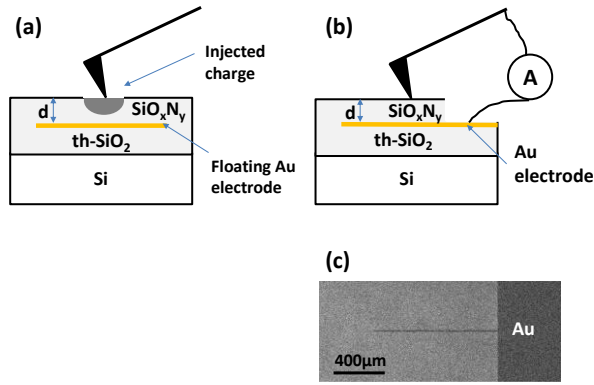 (a)
Injected
charge
d
SiOxNy
th-SiO2
Floating Au
electrode
Si
(b)
A
d
SiOxNy
th-SiO2
Au
electrode
Si
(c)
Au
400μm